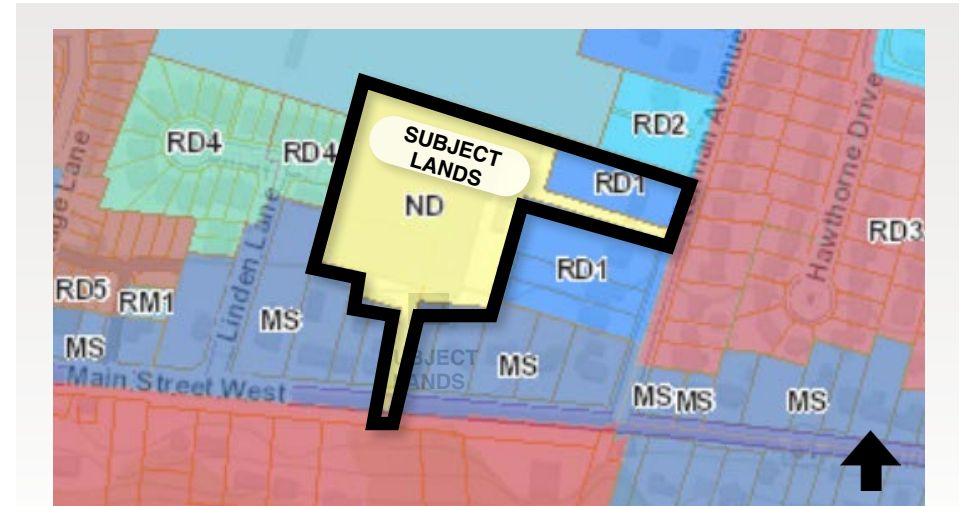 SUBJECT
LANDS
RD2
RD4
RD4
RD1
ND
Hawthorne Drive
RD3
RD1
Lane
Linden Lane
RD5
RM1
MS
MS
MS
SUBJECT
LANDS
Main Street West
MS
MS
MS